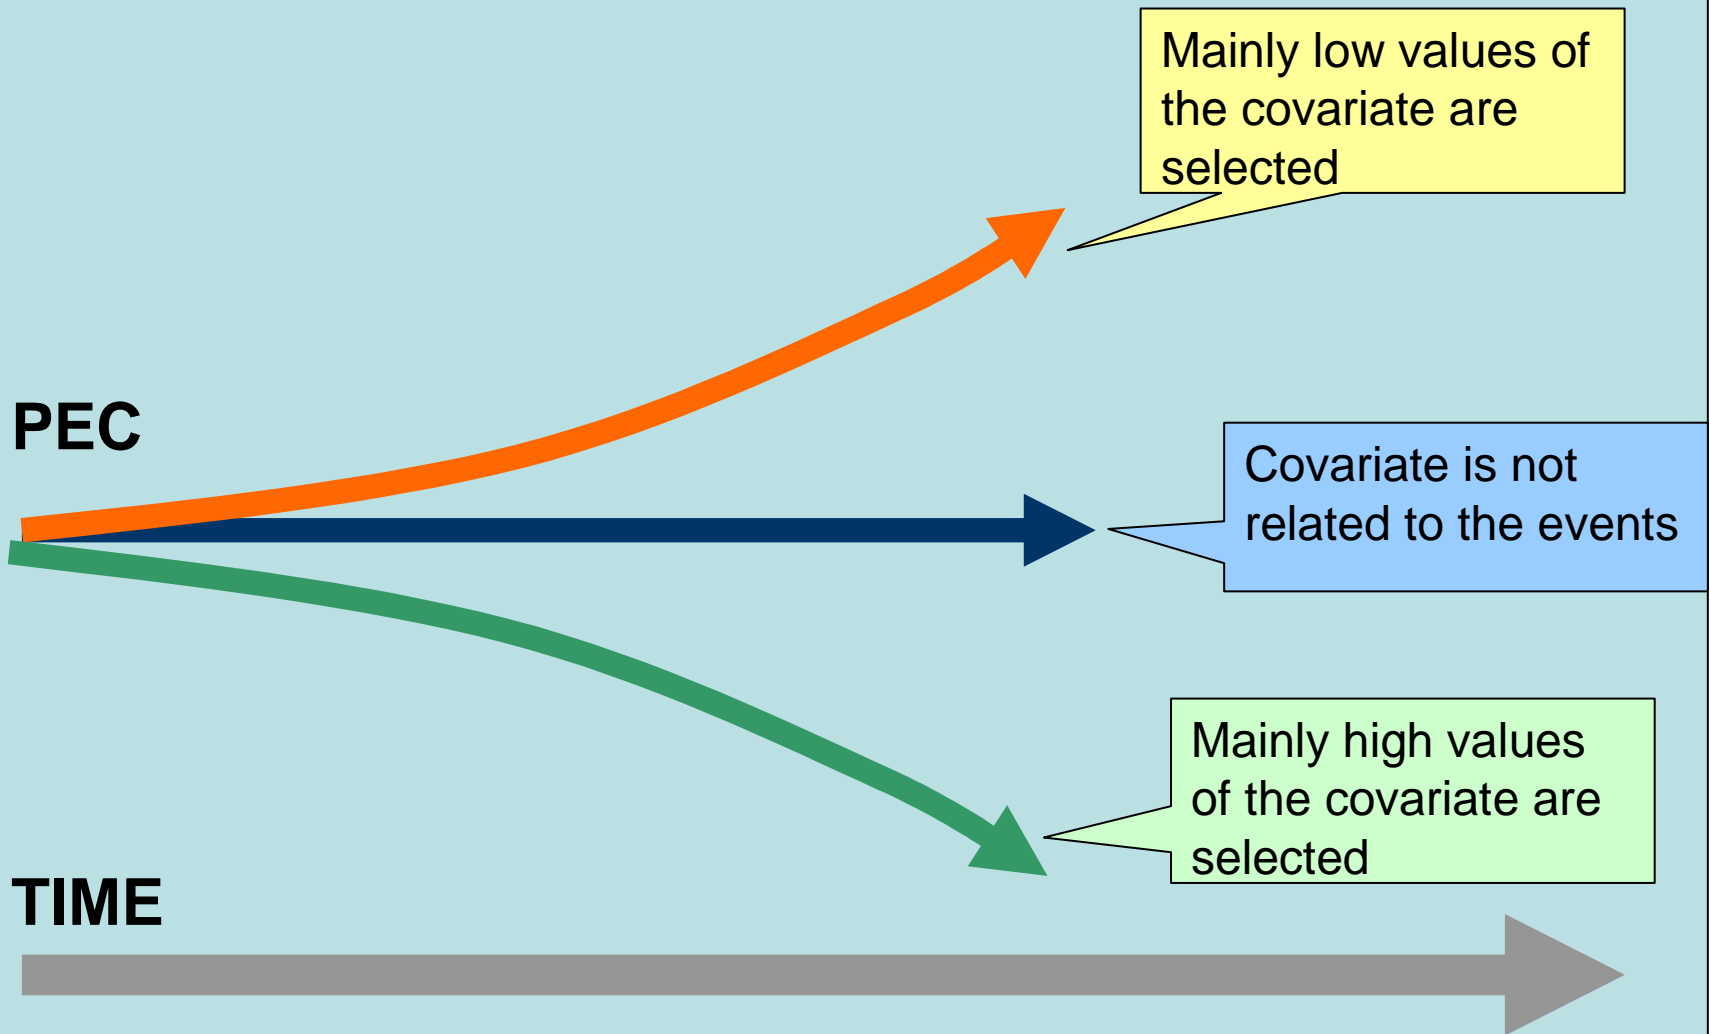 Mainly low values of
the covariate are
selected
PEC
Covariate is not
related to the events
Mainly high values
of the covariate are
selected
TIME